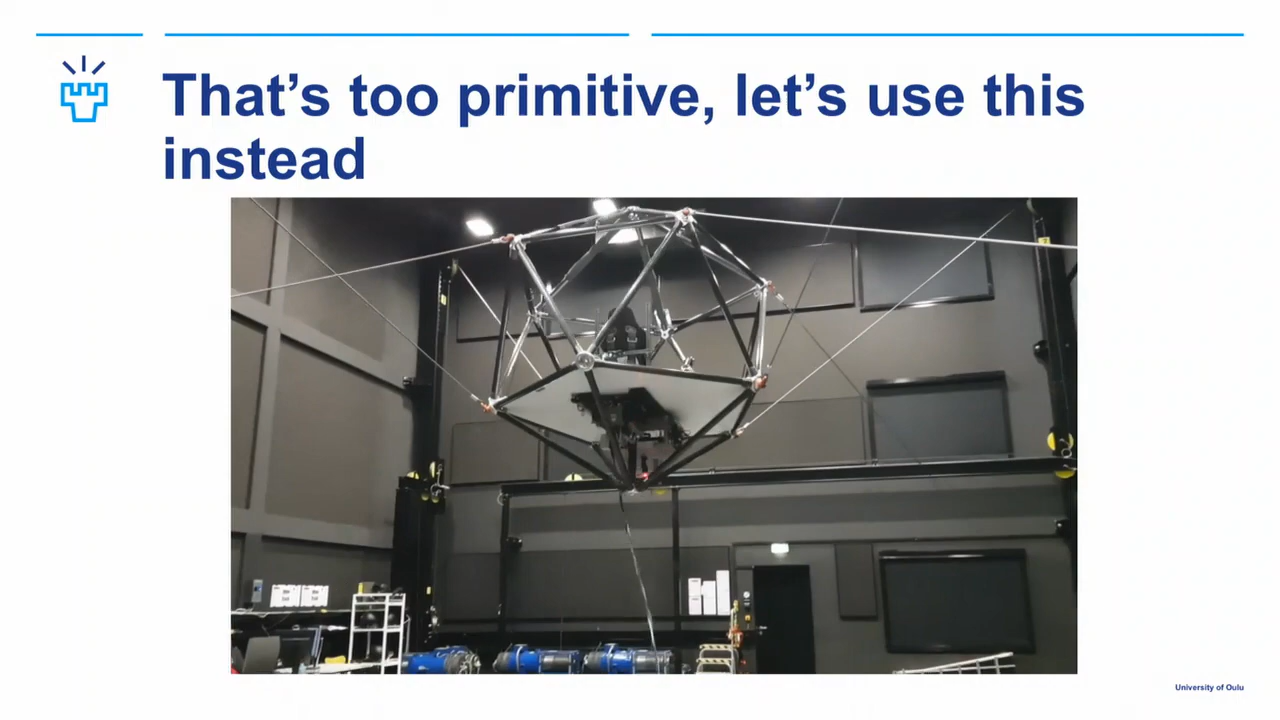 That’s too primitive, let’s use this
instead
University of Oulu